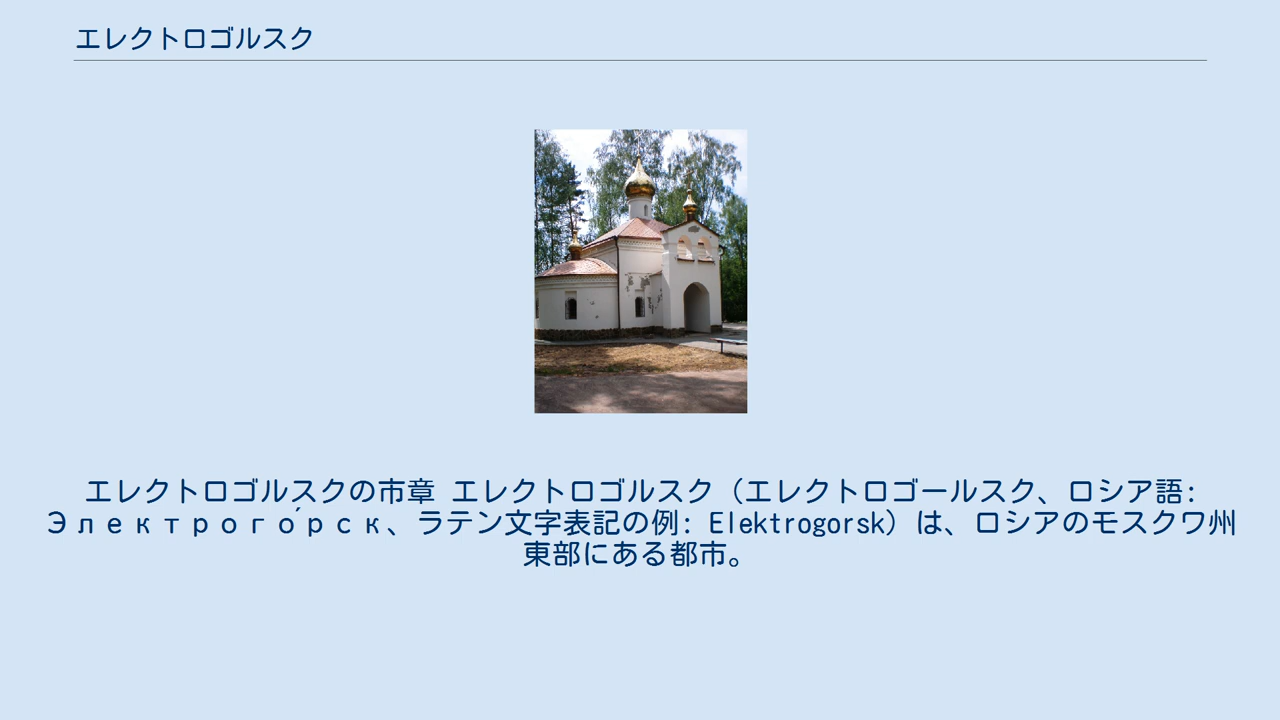 エレクトロゴルスク
エレクトロゴルスクの市章 エレクトロゴルスク（エレクトロゴールスク、ロシア語:
Электрого́рск、ラテン文字表記の例: Elektrogorsk）は、ロシアのモスクワ州
東部にある都市。